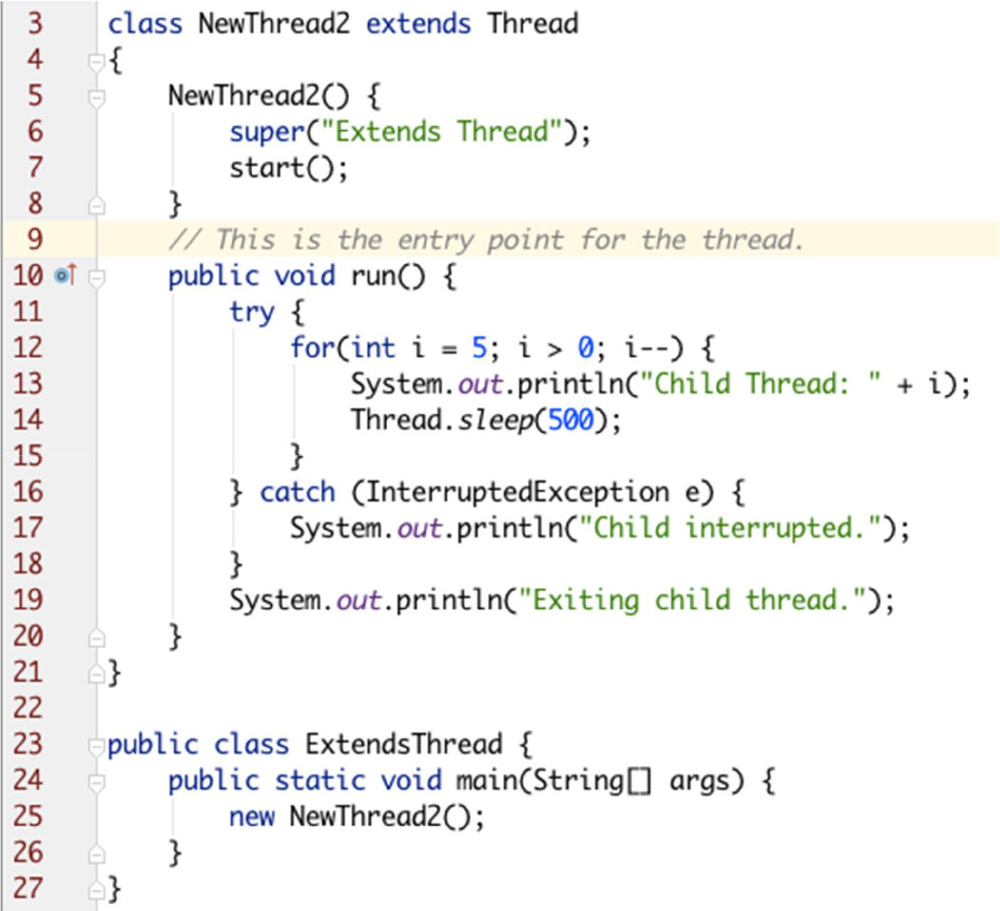 3 class NewThread2 extends Thread
4 {
5     NewThread2() {
6         super("Extends Thread");
7         start();
8     }
9     // This is the entry point for the thread.
10     public void run() {
11         try {
12             for(int i = 5; i > 0; i--) {
13                 System.out.println("Child Thread: " + i);
14                 Thread.sleep(500);
15             }
16         } catch (InterruptedException e) {
17             System.out.println("Child interrupted.");
18         }
19         System.out.println("Exiting child thread.");
20     }
21 }
22
23 public class ExtendsThread {
24     public static void main(String[] args) {
25         new NewThread2();
26     }
27 }